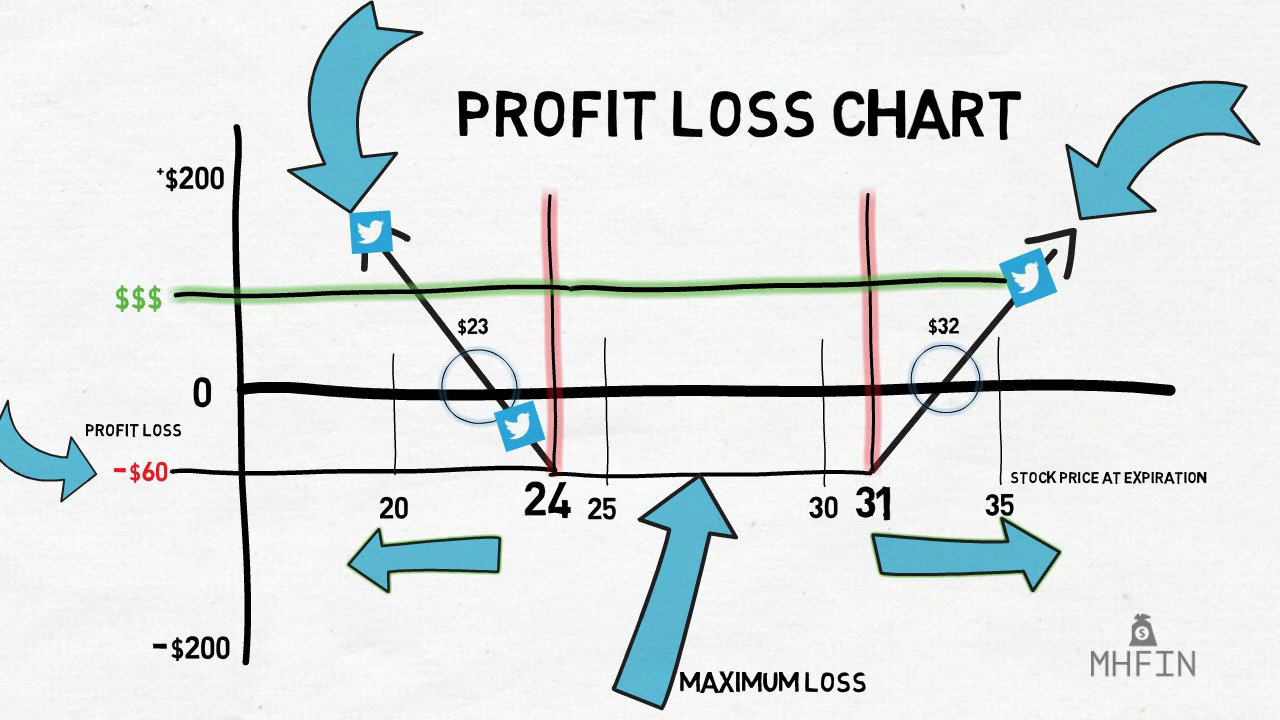 PROFIT LOSS CHART
+$200
$$$
$23
$32
0
PROFIT LOSS
-$60
STOCK PRICE AT EXPIRATION
20
24
25
30
31
35
-$200
MAXIMUM LOSS
$
MHFIN